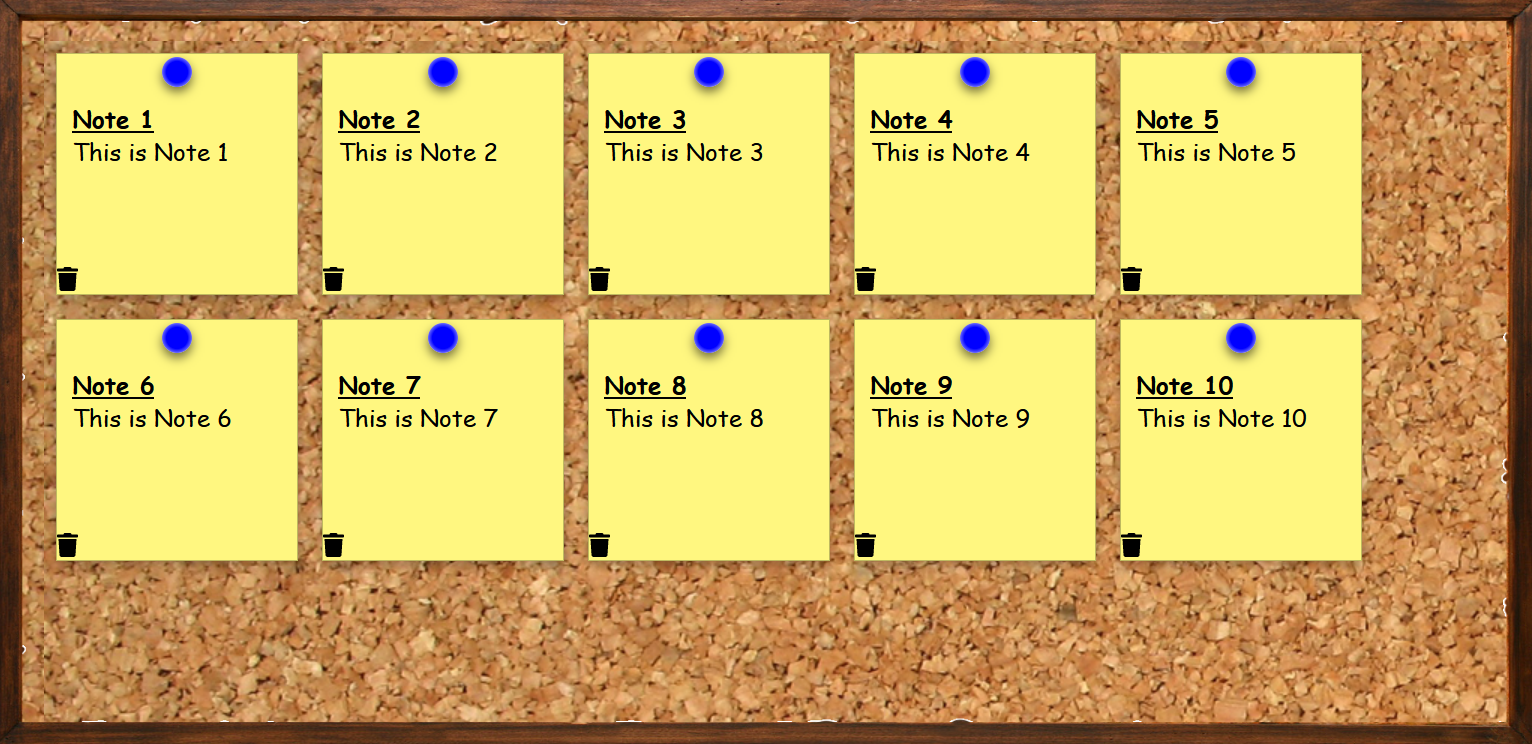 Note 1
This is Note 1
Note 2
This is Note 2
Note 3
This is Note 3
Note 4
This is Note 4
Note 5
This is Note 5
Note 6
This is Note 6
Note 7
This is Note 7
Note 8
This is Note 8
Note 9
This is Note 9
Note 10
This is Note 10